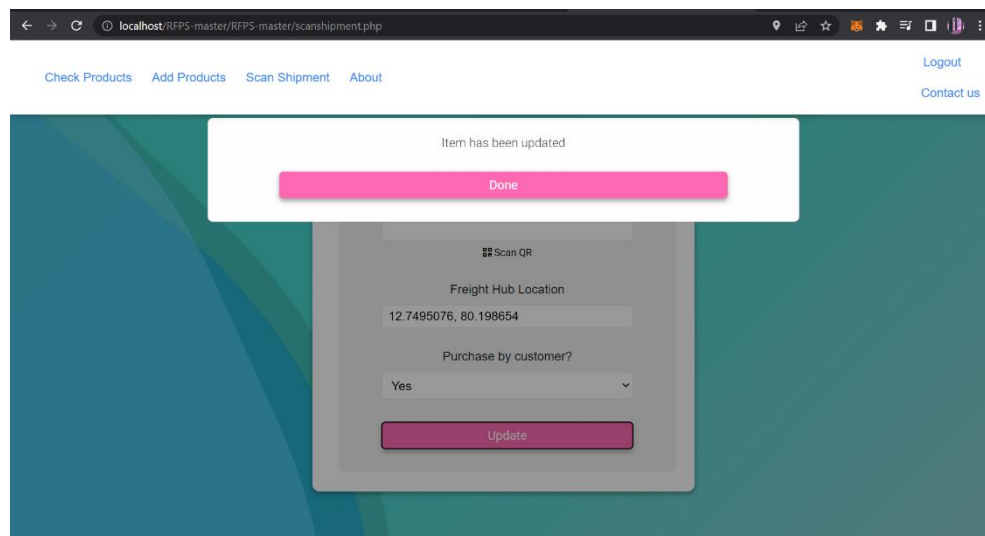 localhost/RFPS-master/RFPS-master/scanshipment.php
Check Products Add Products Scan Shipment About
Logout
Contact us
Item has been updated
Done
Scan QR
Freight Hub Location
12.7495076, 80.198654
Purchase by customer?
Yes
Update